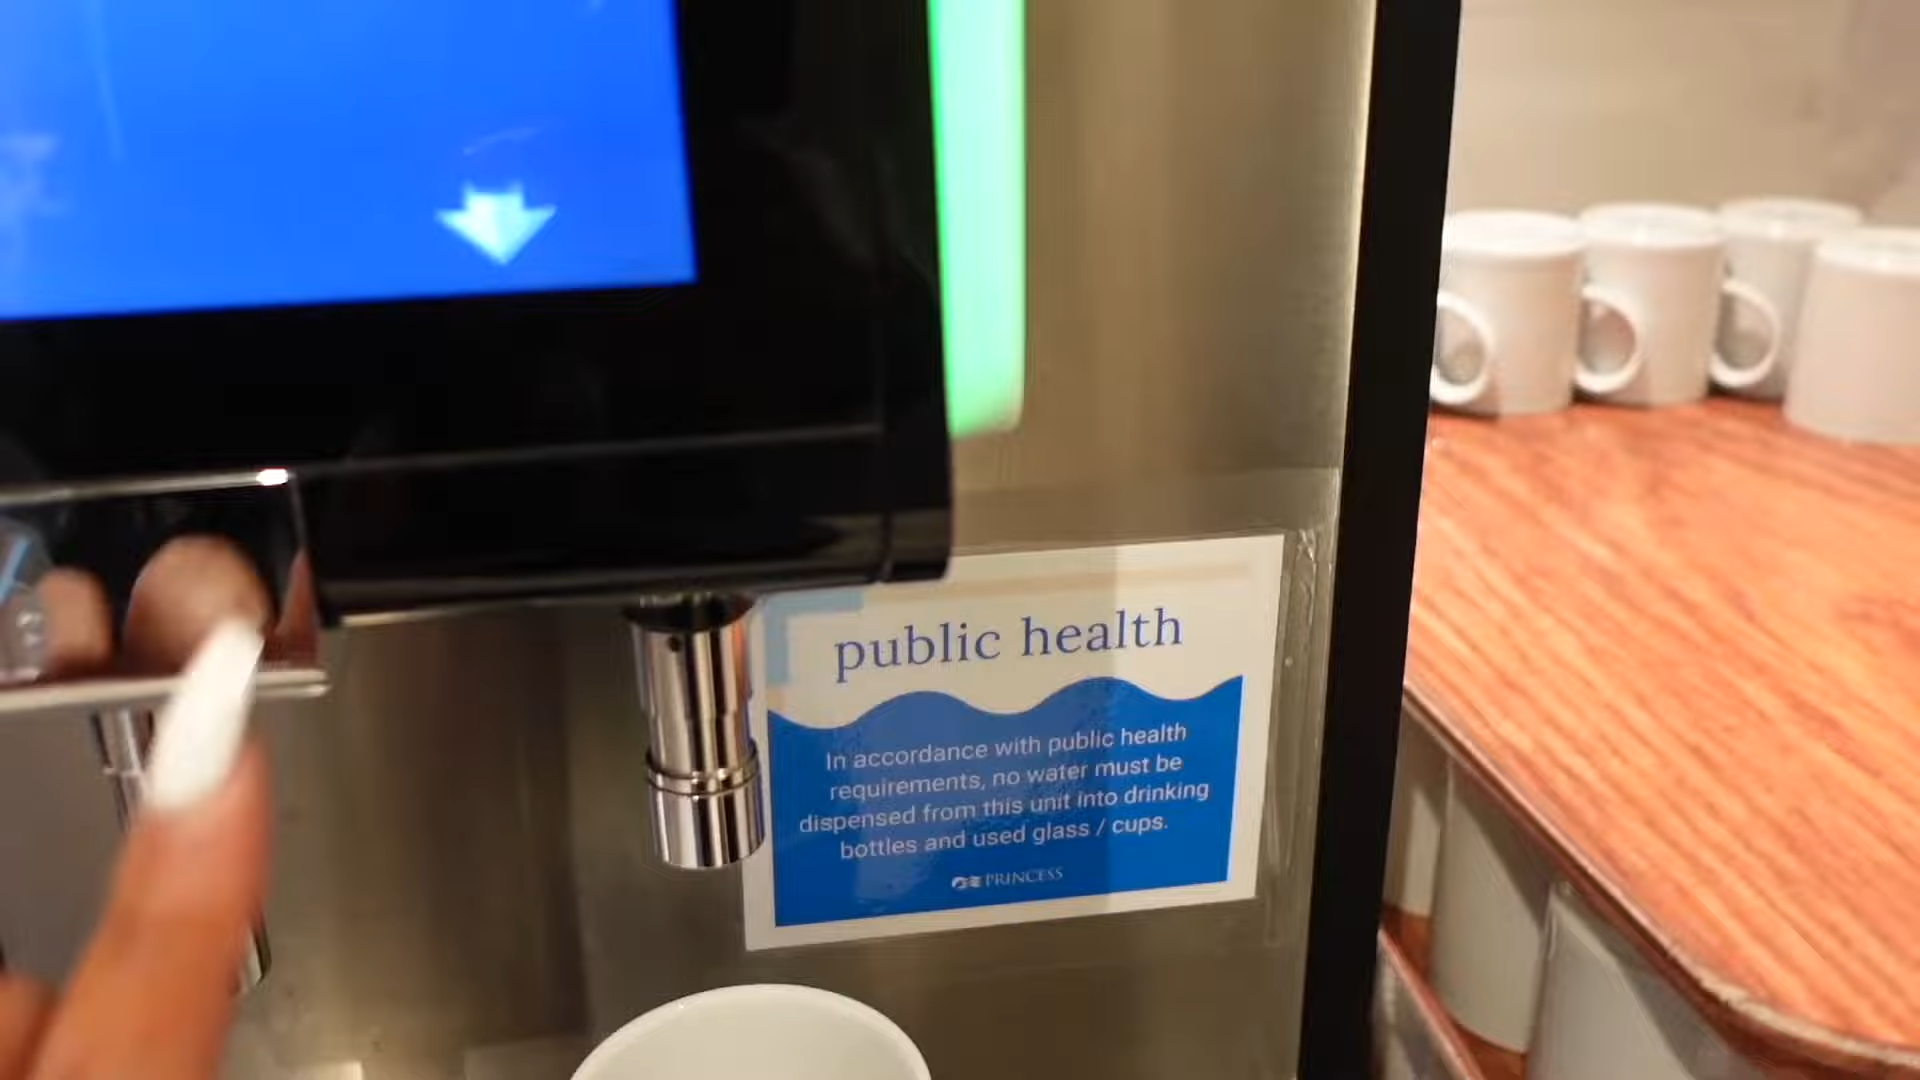 public health
In accordance with public health
requirements, no water must be
dispensed from this unit into drinking
bottles and used glass / cups.
PRINCESS